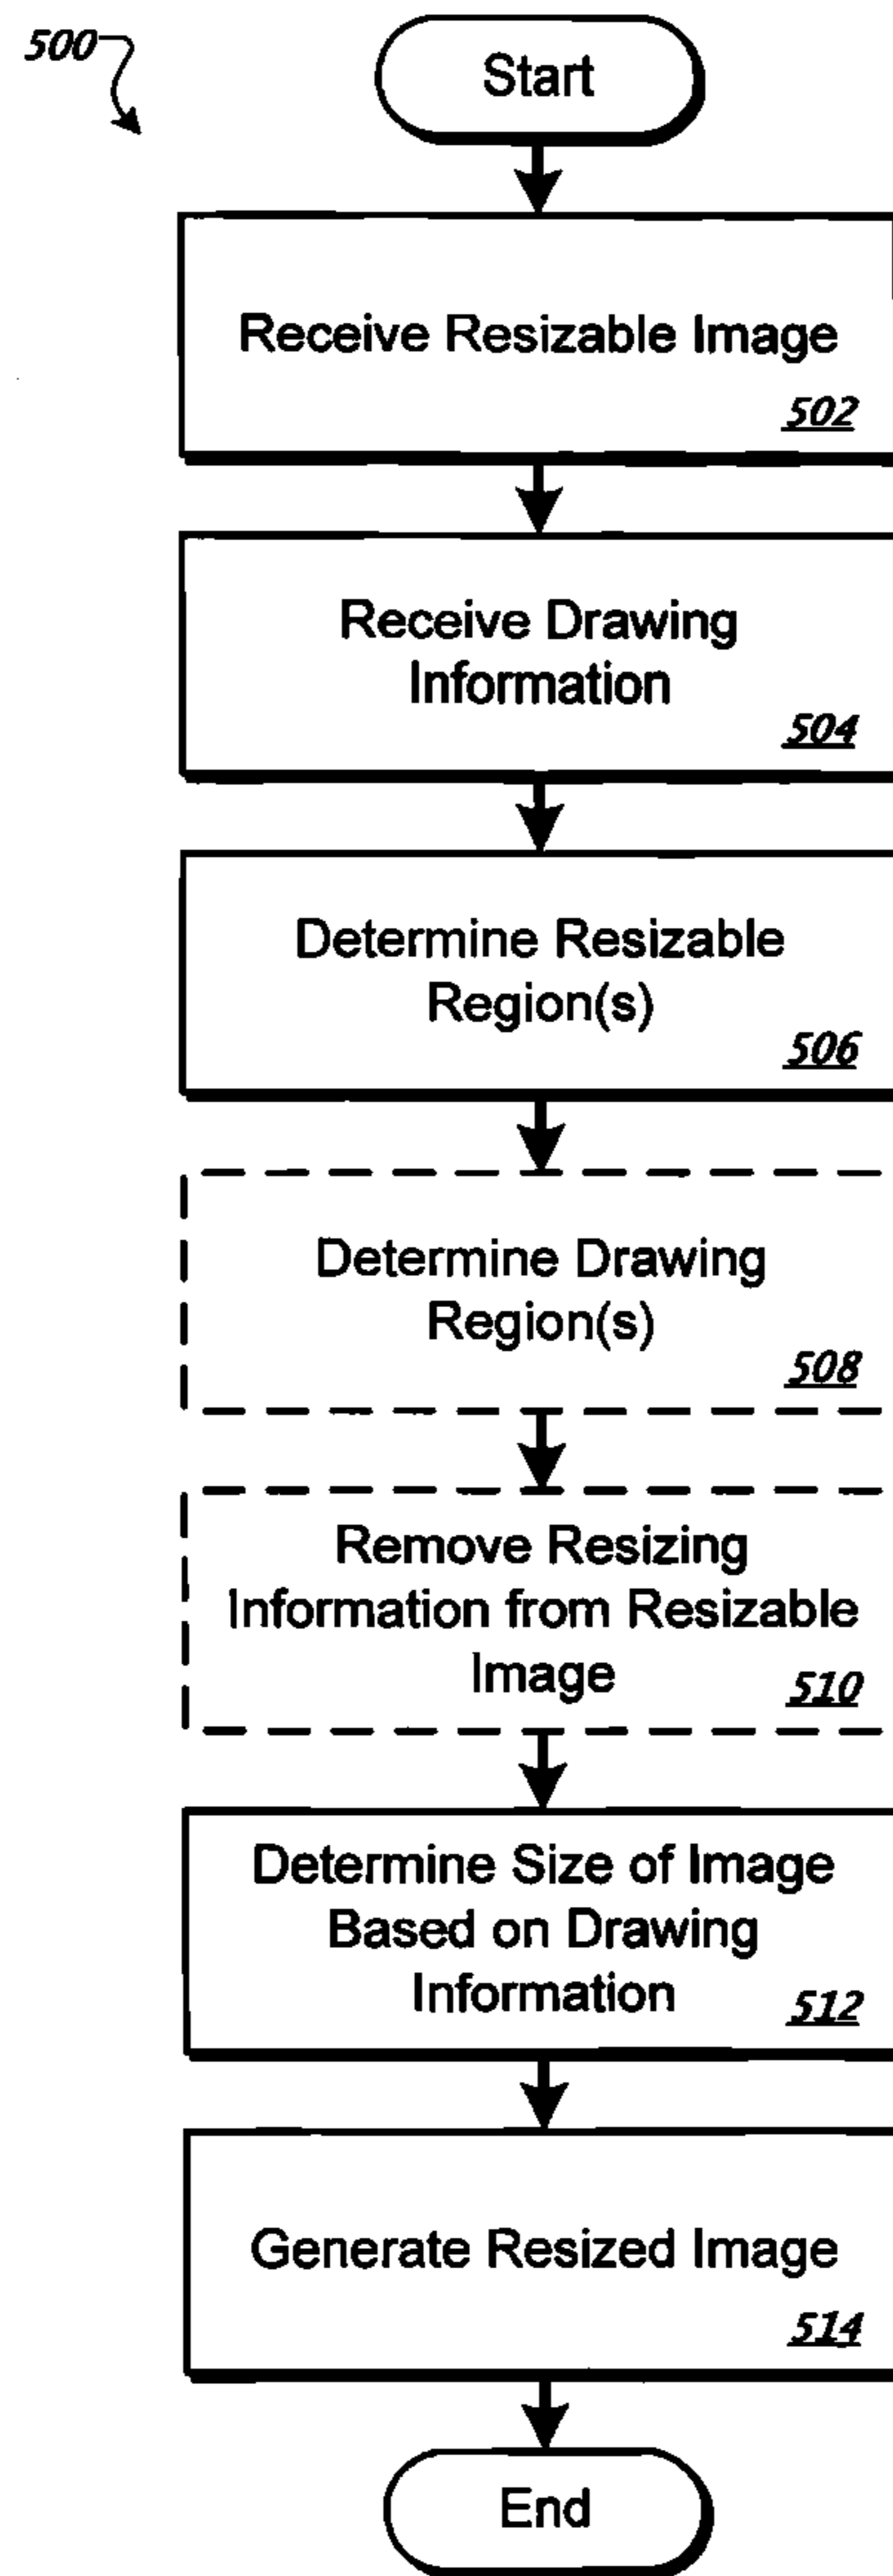 500
Start
Receive Resizable Image
502
Receive Drawing
Information
504
Determine Resizable
Region(s)
506
Determine Drawing
Region(s)
508
Remove Resizing
Information from Resizable
Image
510
Determine Size of Image
Based on Drawing
Information
512
Generate Resized Image
514
End